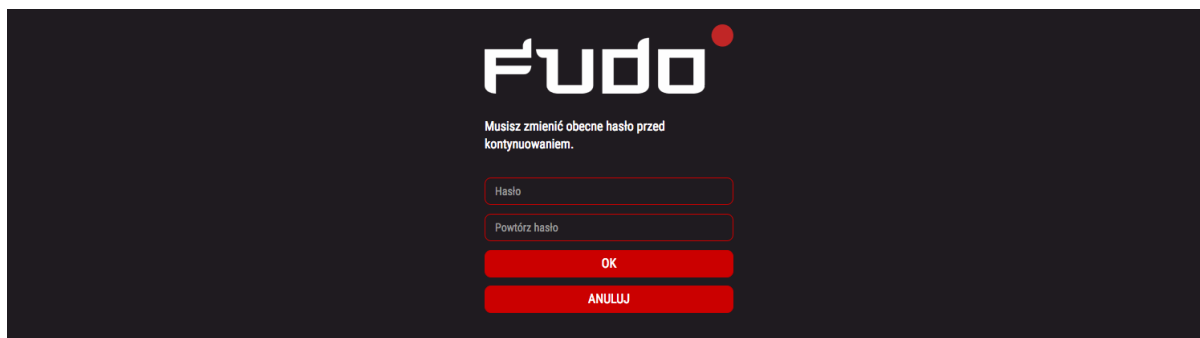 Fudo
Musisz zmienić obecne hasło przed
kontynuowaniem.
Hasło
Powtórz hasło
OK
ANULUJ